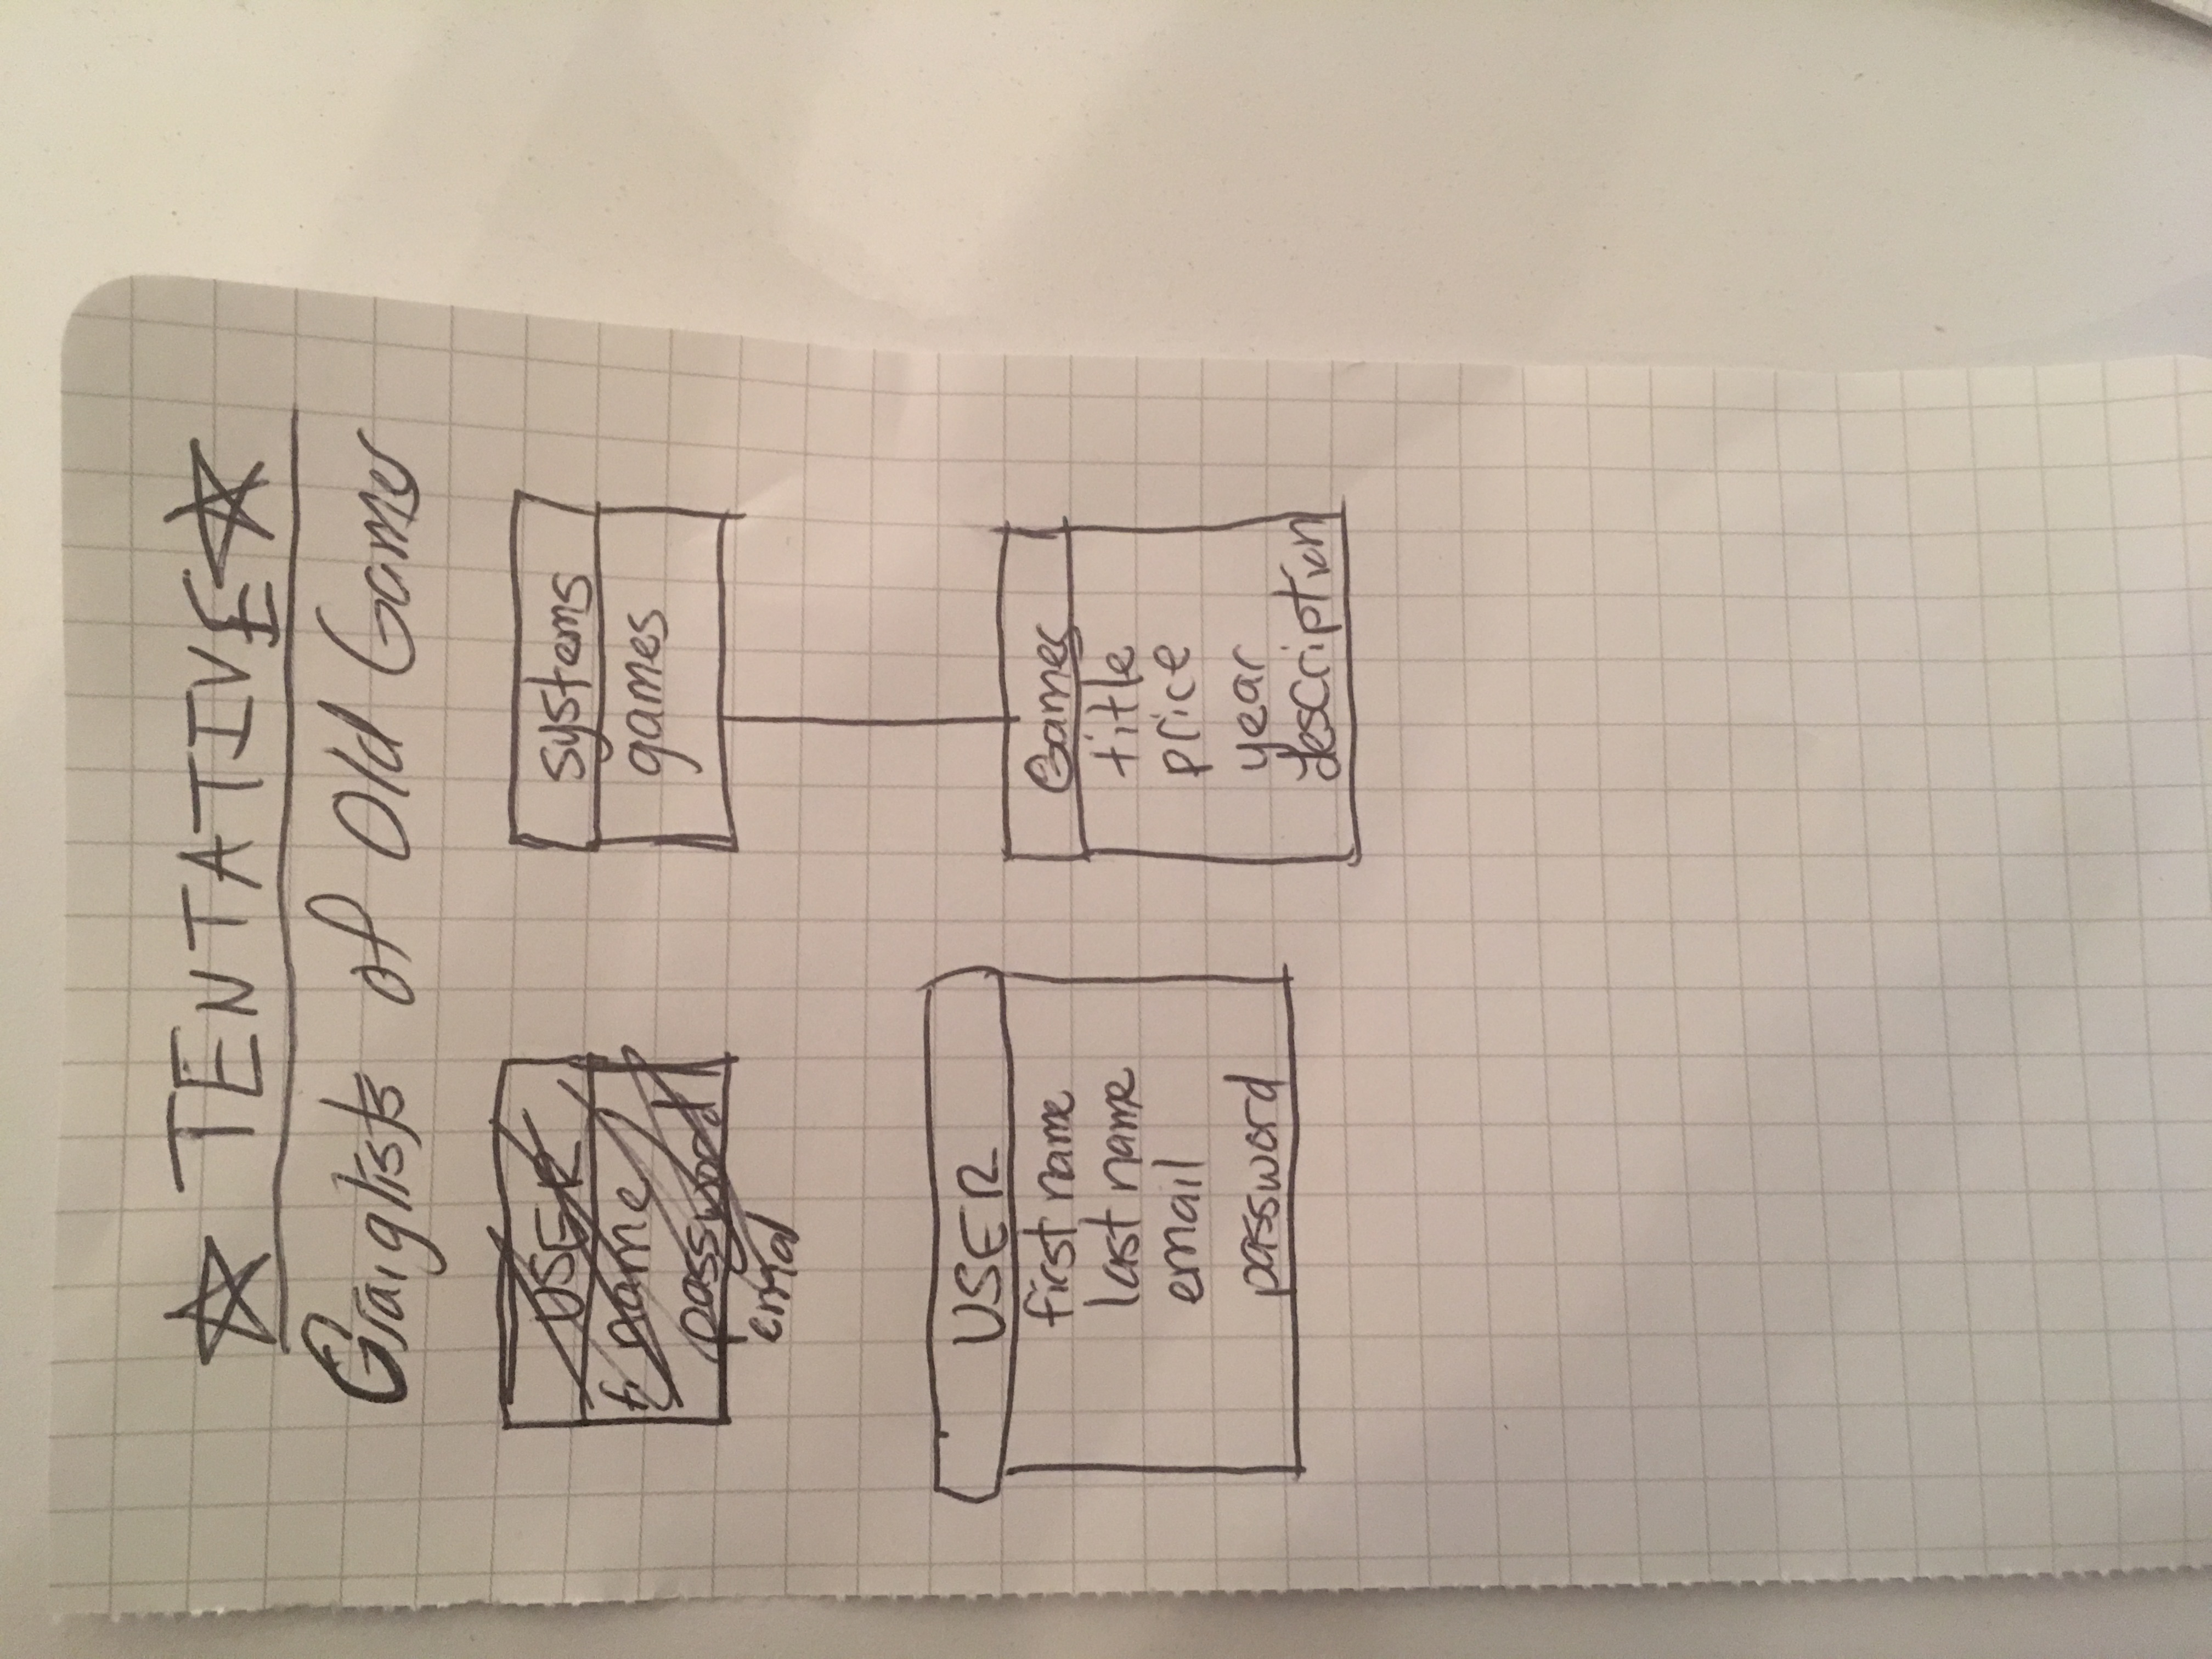 ☆ TENTATIVE ☆
Graiglists of Old Games
USER
name
password
email
systems
games
USER
first name
last name
email
password
Games
title
price
year
description